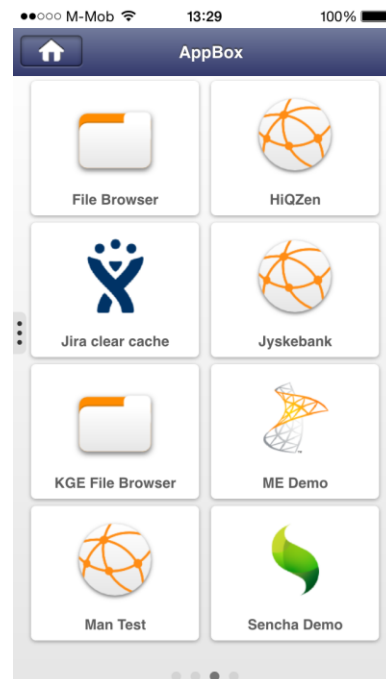 M-Mob 13:29 100%
AppBox
File Browser HiQZen
Jira clear cache Jyskebank
KGE File Browser ME Demo
Man Test Sencha Demo